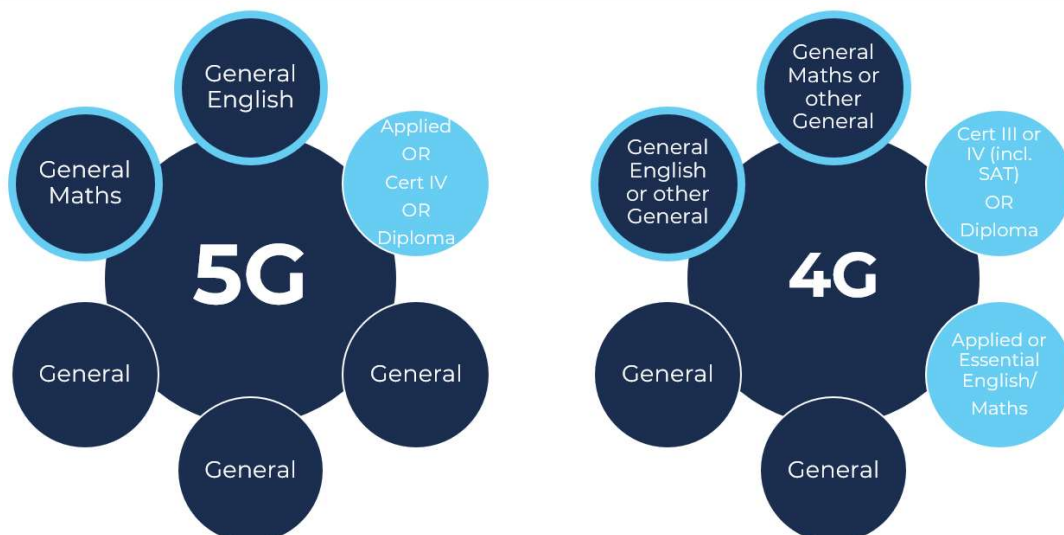 General
English
Applied
OR
Cert IV
OR
Diploma
General
Maths
5G
General
General
General
General
Maths or
other
General
Cert III or
IV (incl.
SAT)
OR
Diploma
General
English
or other
General
4G
Applied or
Essential
English/
Maths
General
General